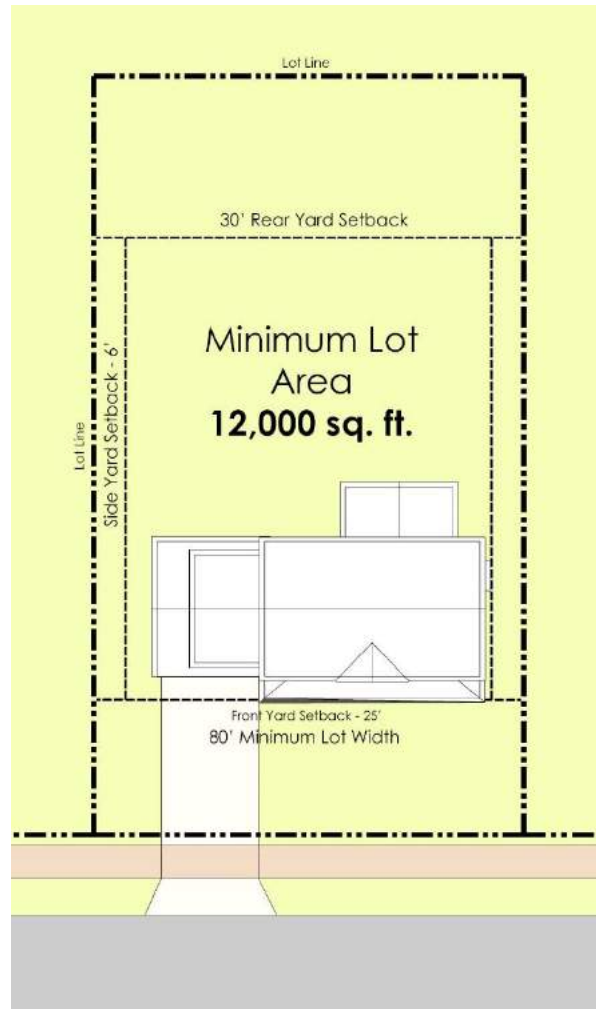 Lot Line
30' Rear Yard Setback
Minimum Lot
Area
12,000 sq. ft.
Lot Line
Side Yard Setback - 6'
Front Yard Setback - 25'
80' Minimum Lot Width